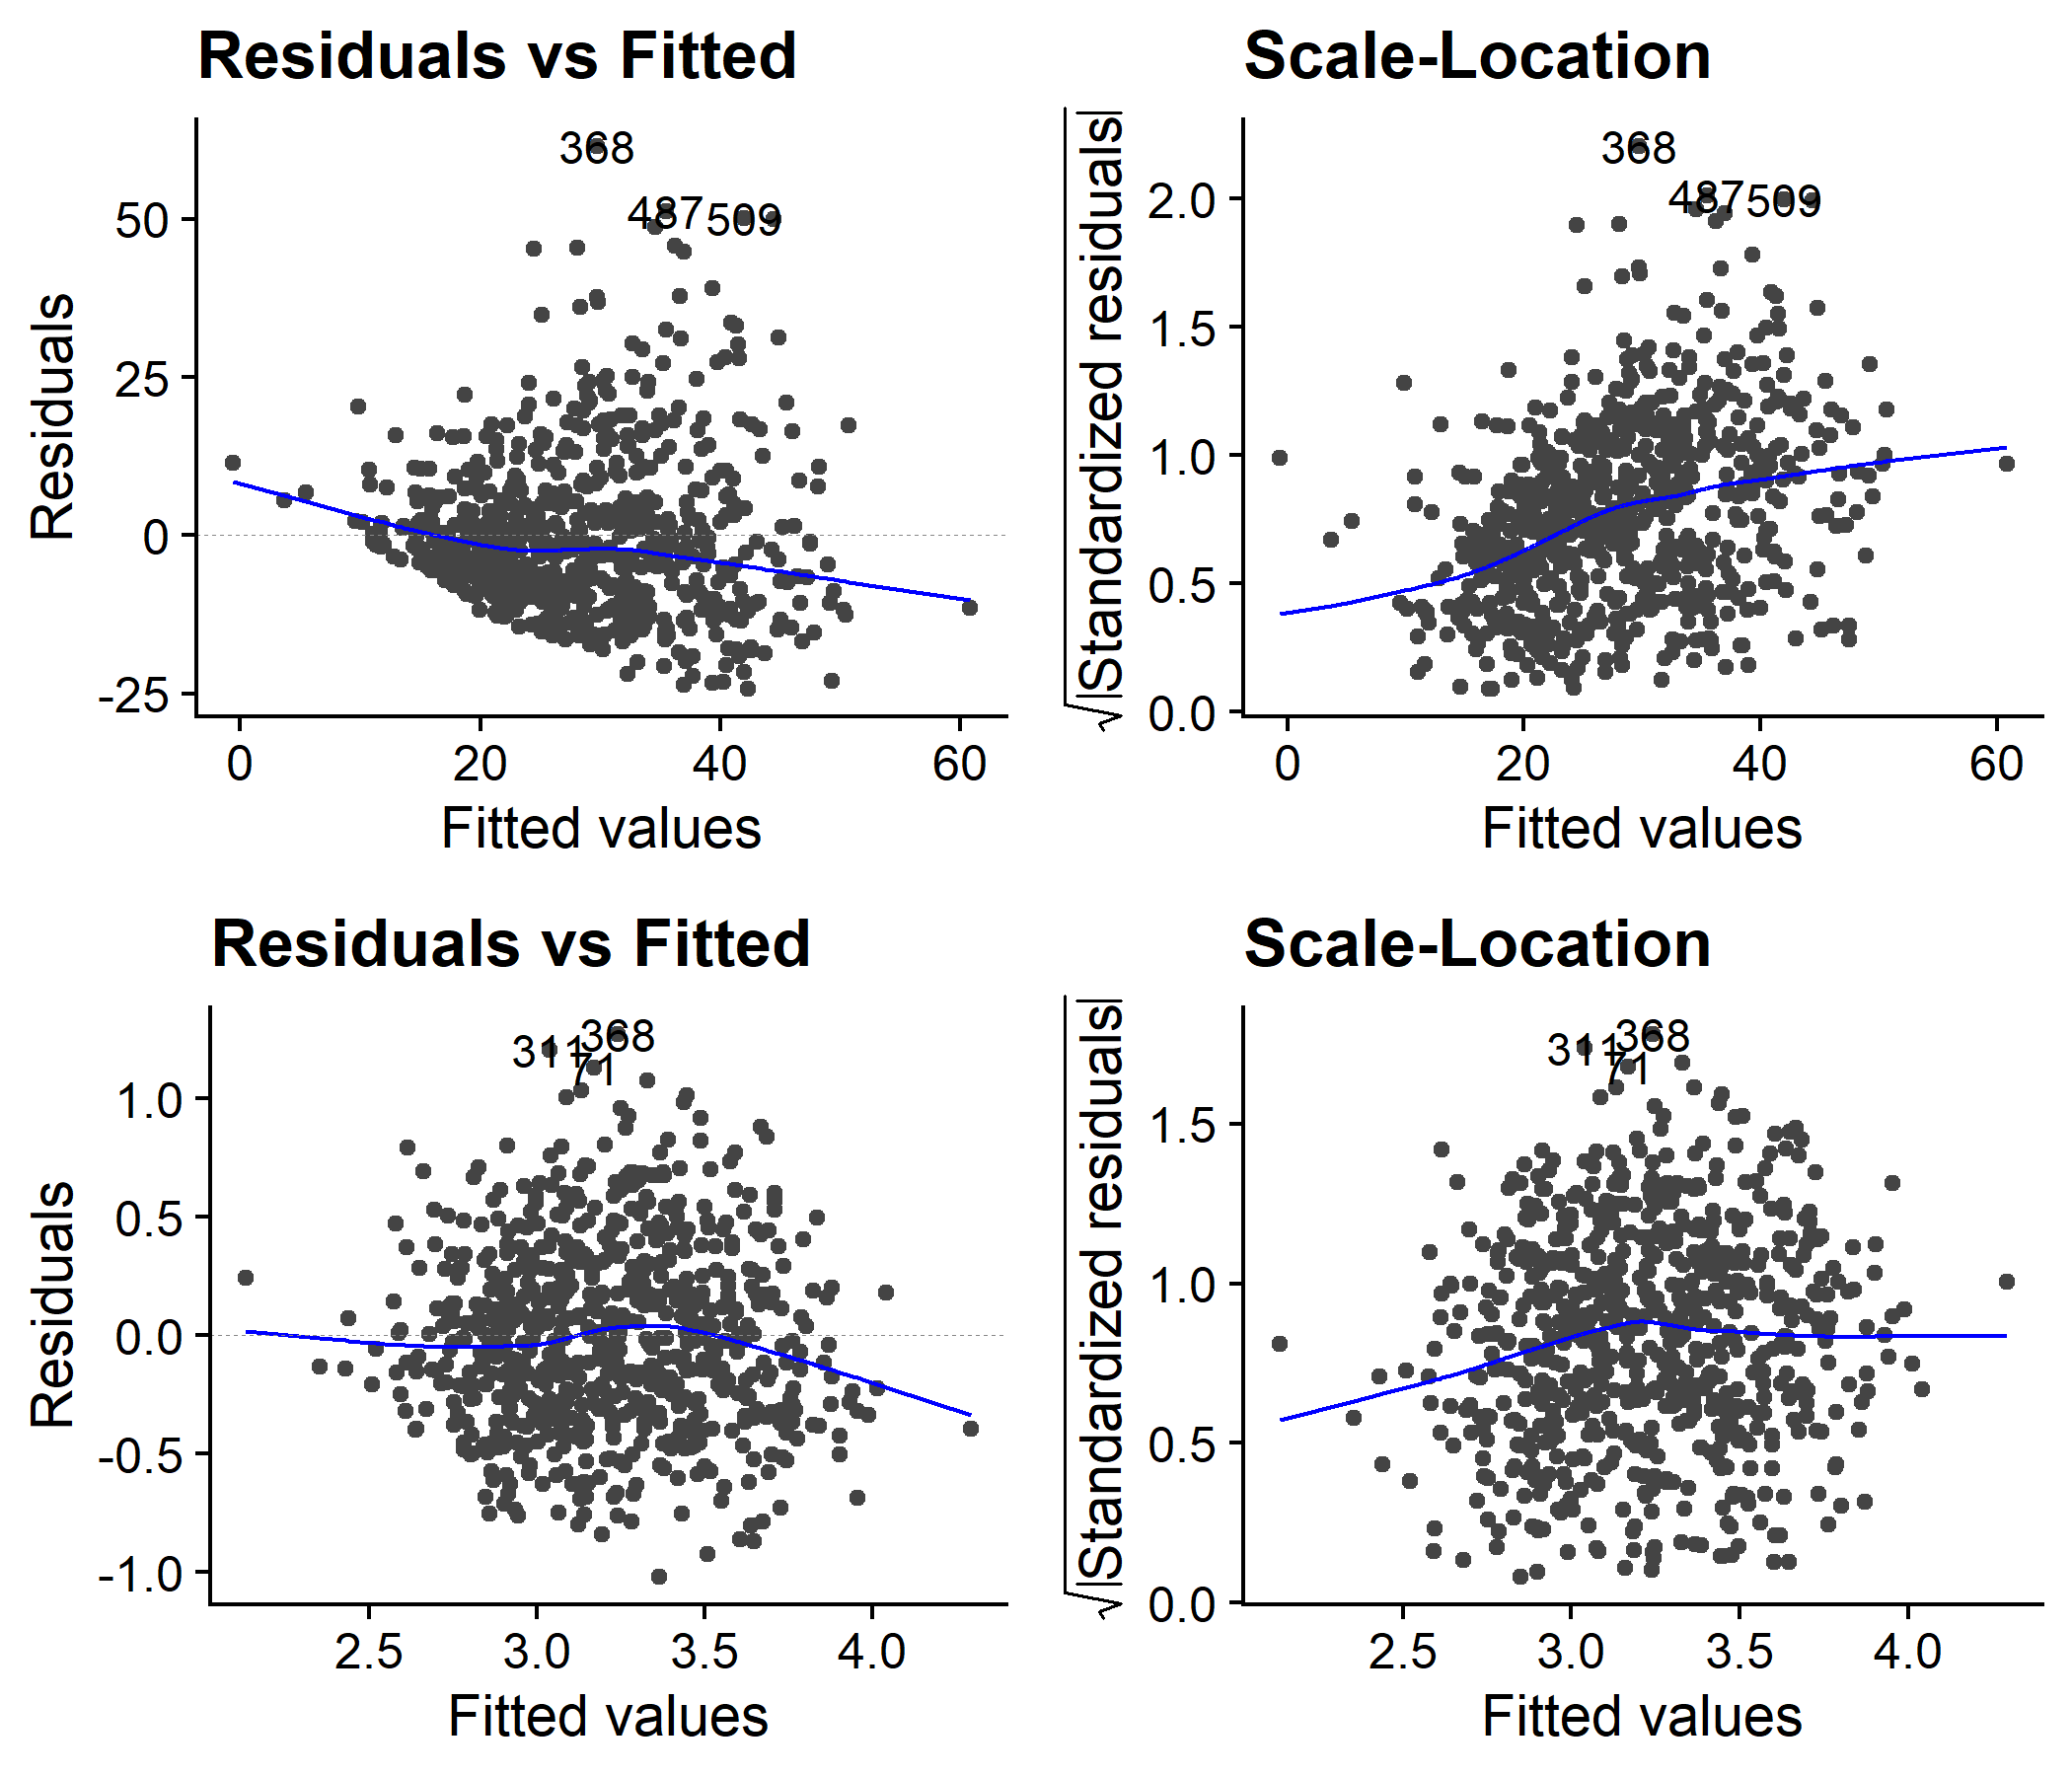 Residuals vs Fitted
Residuals
50
25
0
-25
368
487
509
0 20 40 60
Fitted values
Scale-Location
√|Standardized residuals|
2.0
1.5
1.0
0.5
0.0
368
487
509
0 20 40 60
Fitted values
Residuals vs Fitted
Residuals
1.0
0.5
0.0
-0.5
-1.0
368
311
71
2.5 3.0 3.5 4.0
Fitted values
Scale-Location
√|Standardized residuals|
1.5
1.0
0.5
0.0
368
311
71
2.5 3.0 3.5 4.0
Fitted values